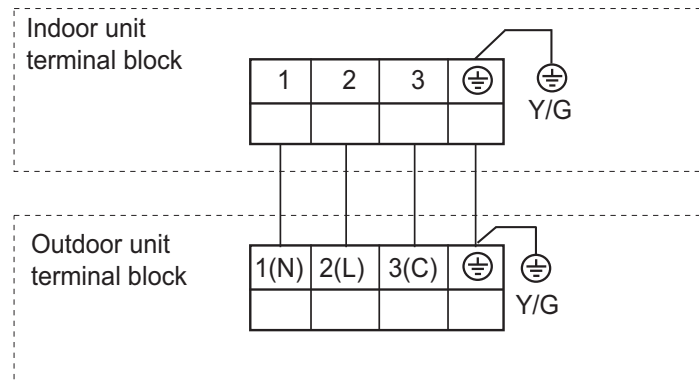 Indoor unit
terminal block
1 2 3
Y/G
Outdoor unit
terminal block
1(N) 2(L) 3(C)
Y/G